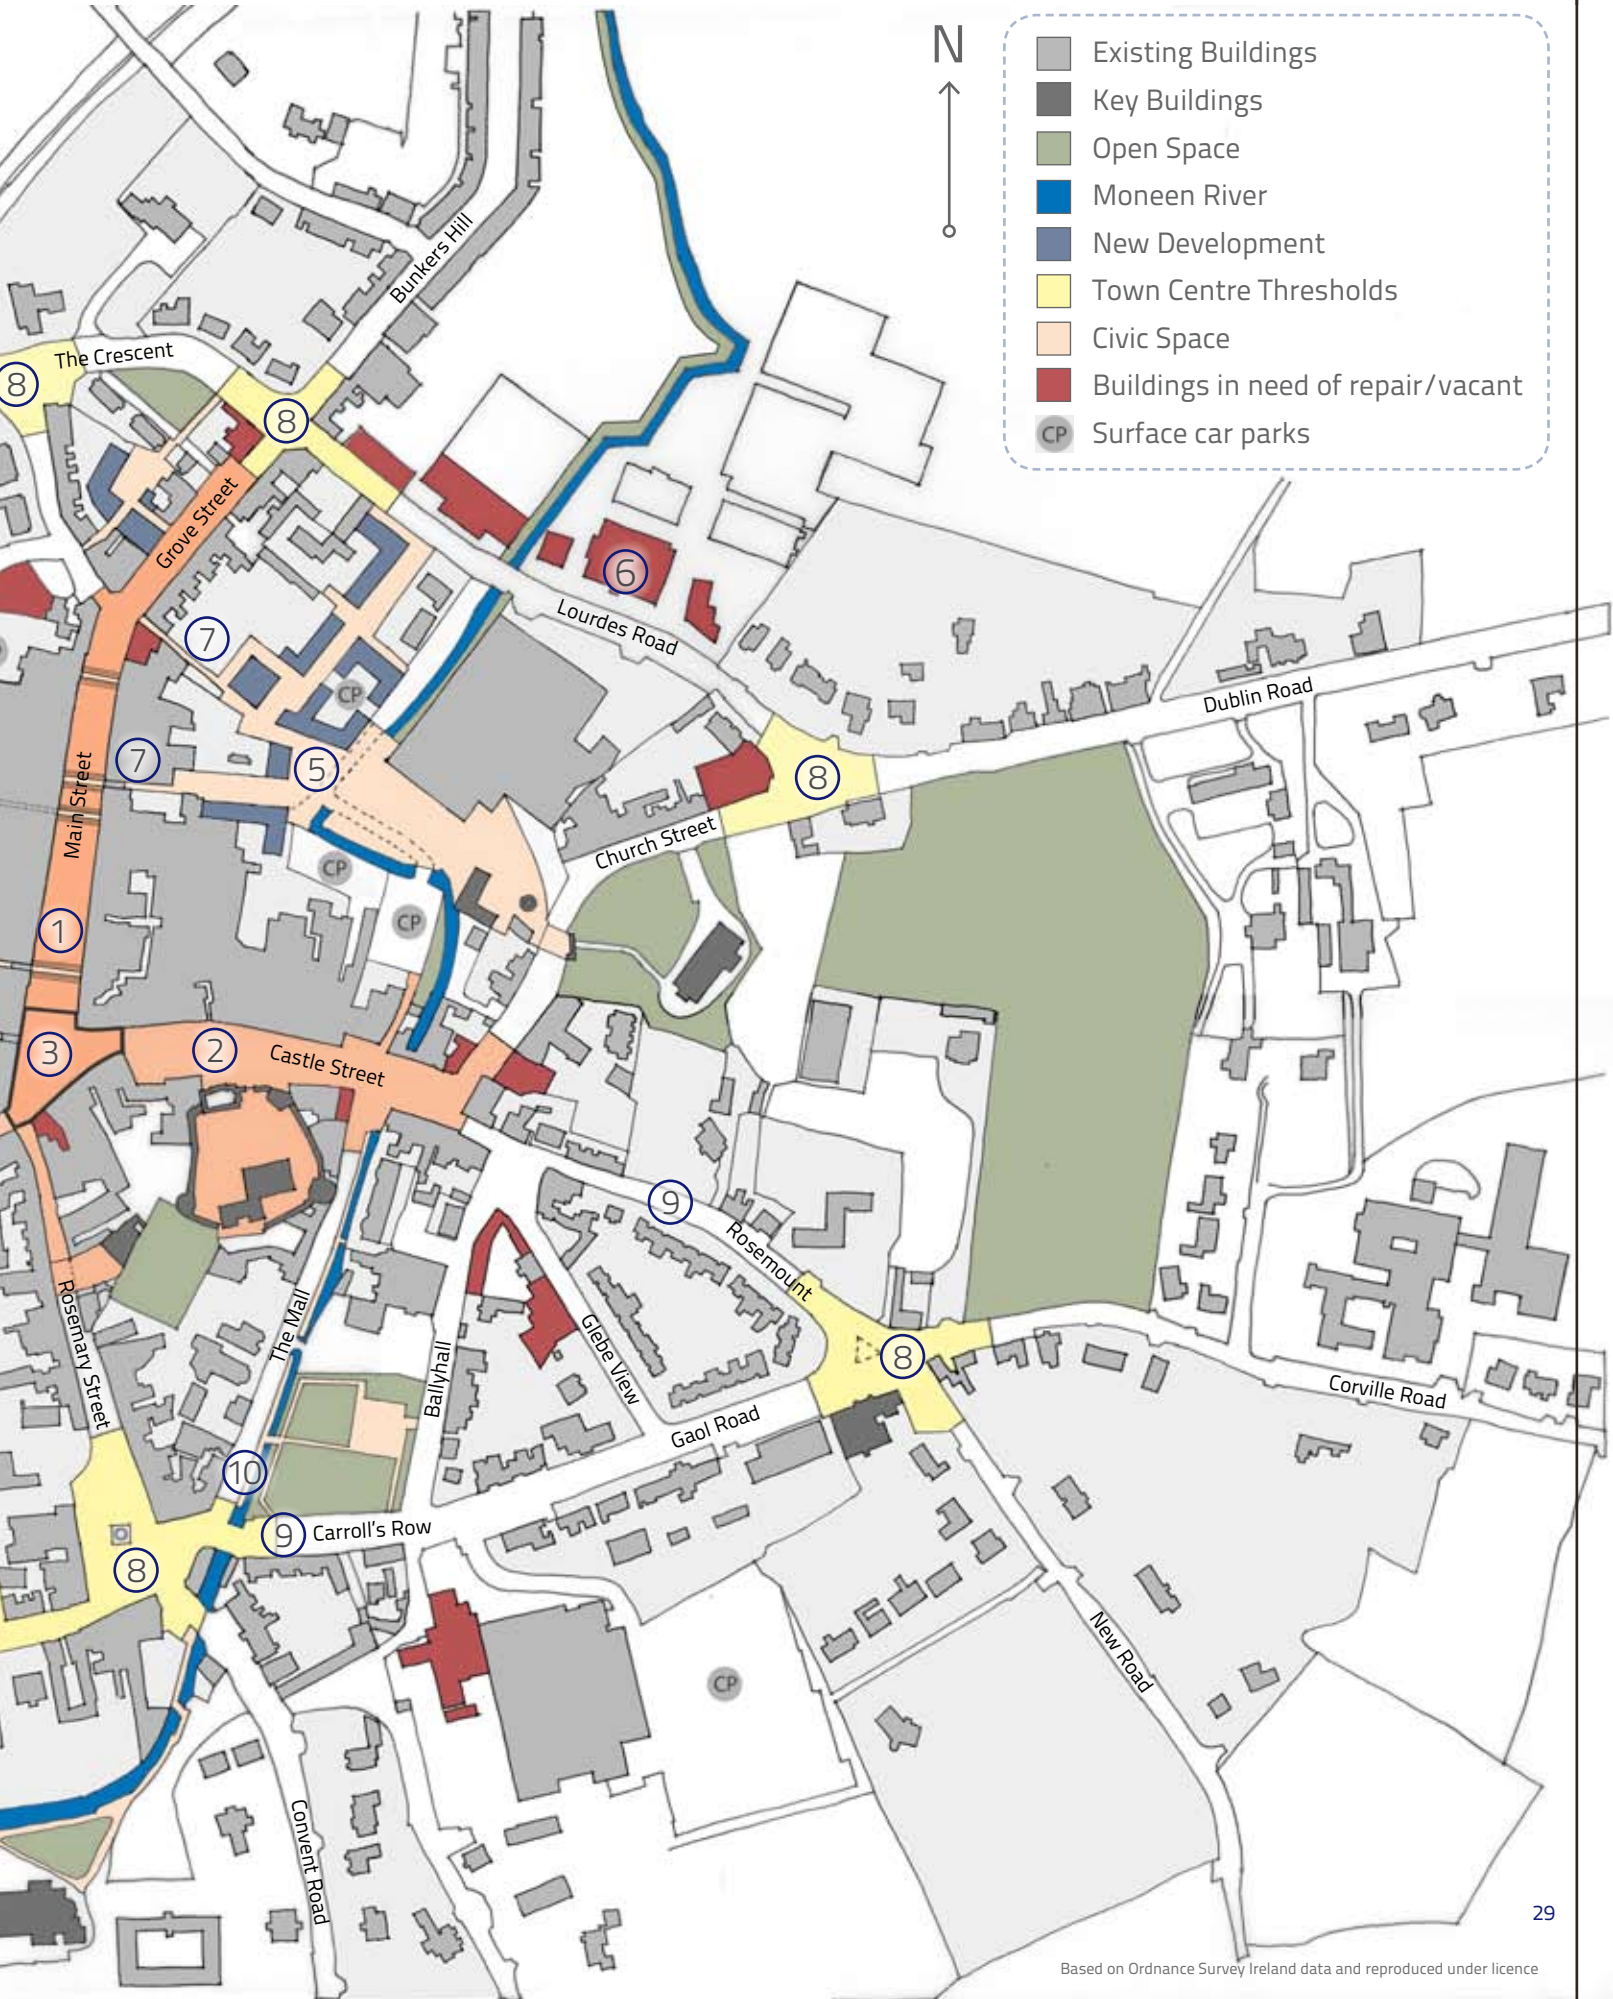 N
Existing Buildings
Key Buildings
Open Space
Moneen River
New Development
Town Centre Thresholds
Civic Space
Buildings in need of repair/vacant
CP Surface car parks
Bunkers Hill
The Crescent
8
8
Grove Street
6
Lourdes Road
7
CP
Dublin Road
7
5
8
Main Street
Church Street
CP
CP
1
3
2
Castle Street
9
Rosemount
Rosemary Street
The Mall
Ballyhall
Glebe View
8
Corville Road
Gaol Road
10
9
Carroll's Row
8
New Road
CP
Convent Road
29
Based on Ordnance Survey Ireland data and reproduced under licence